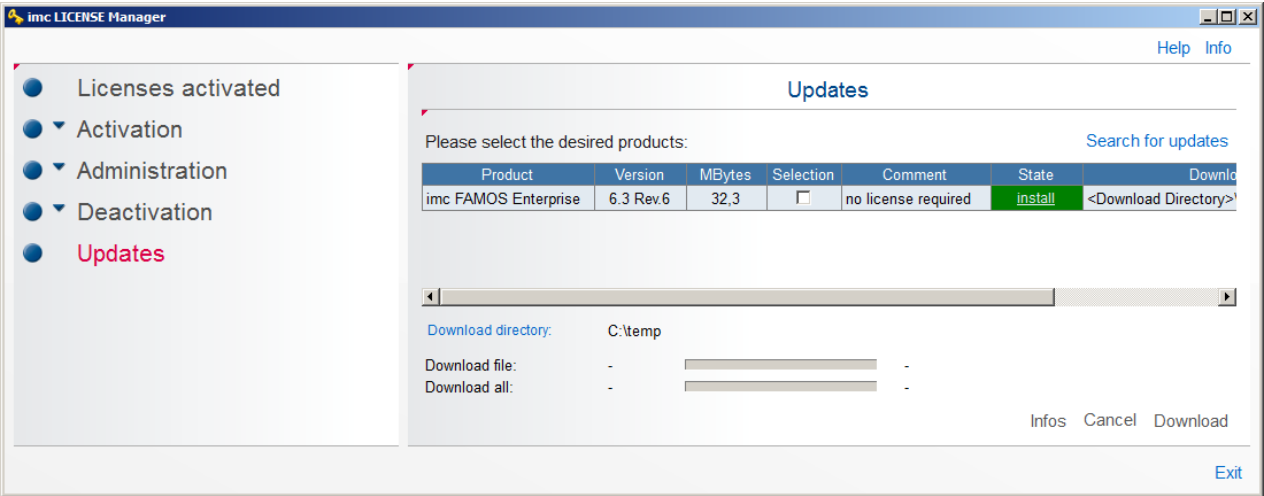 imc LICENSE Manager
Help Info
Licenses activated
Activation
Administration
Deactivation
Updates
Updates
Please select the desired products:
Search for updates
Product Version MBytes Selection Comment State Downlo
imc FAMOS Enterprise 6.3 Rev.6 32,3 no license required install <Download Directory>\
Download directory: C:\temp
Download file: - -
Download all: - -
Infos Cancel Download
Exit